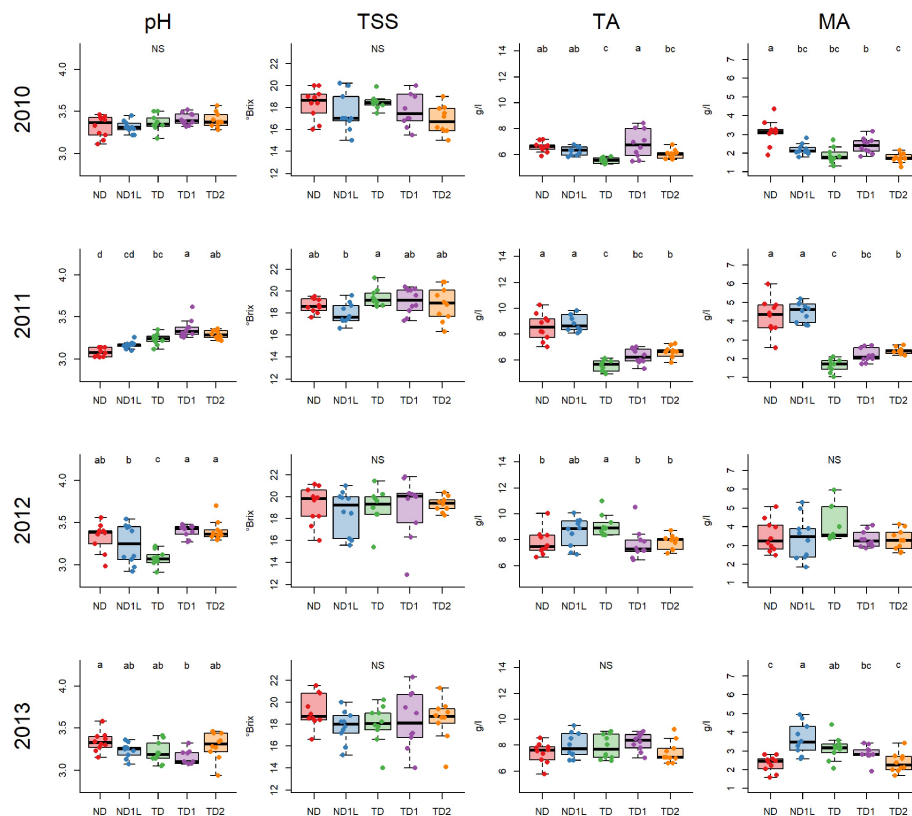 pH TSS TA MA
2010
NS
4.0
3.5
3.0
ND ND1L TD TD1 TD2
°Brix
NS
20
18
16
14
12
ND ND1L TD TD1 TD2
g/l
ab ab c a bc
14
12
10
8
6
ND ND1L TD TD1 TD2
g/l
a bc c b c
7
6
5
4
3
2
1
ND ND1L TD TD1 TD2
2011
d cd bc a ab
4.0
3.5
3.0
ND ND1L TD TD1 TD2
°Brix
ab b a ab ab
22
20
18
16
14
12
ND ND1L TD TD1 TD2
g/l
a a c bc b
14
12
10
8
6
ND ND1L TD TD1 TD2
g/l
a a c bc b
7
6
5
4
3
2
1
ND ND1L TD TD1 TD2
2012
ab b c a a
4.0
3.5
3.0
ND ND1L TD TD1 TD2
°Brix
NS
20
18
16
14
12
ND ND1L TD TD1 TD2
g/l
b ab a b b
14
12
10
8
6
ND ND1L TD TD1 TD2
g/l
NS
7
6
5
4
3
2
1
ND ND1L TD TD1 TD2
2013
a ab ab b ab
4.0
3.5
3.0
ND ND1L TD TD1 TD2
°Brix
NS
22
20
18
16
14
12
ND ND1L TD TD1 TD2
g/l
NS
14
12
10
8
6
ND ND1L TD TD1 TD2
g/l
c a ab bc c
7
6
5
4
3
2
1
ND ND1L TD TD1 TD2